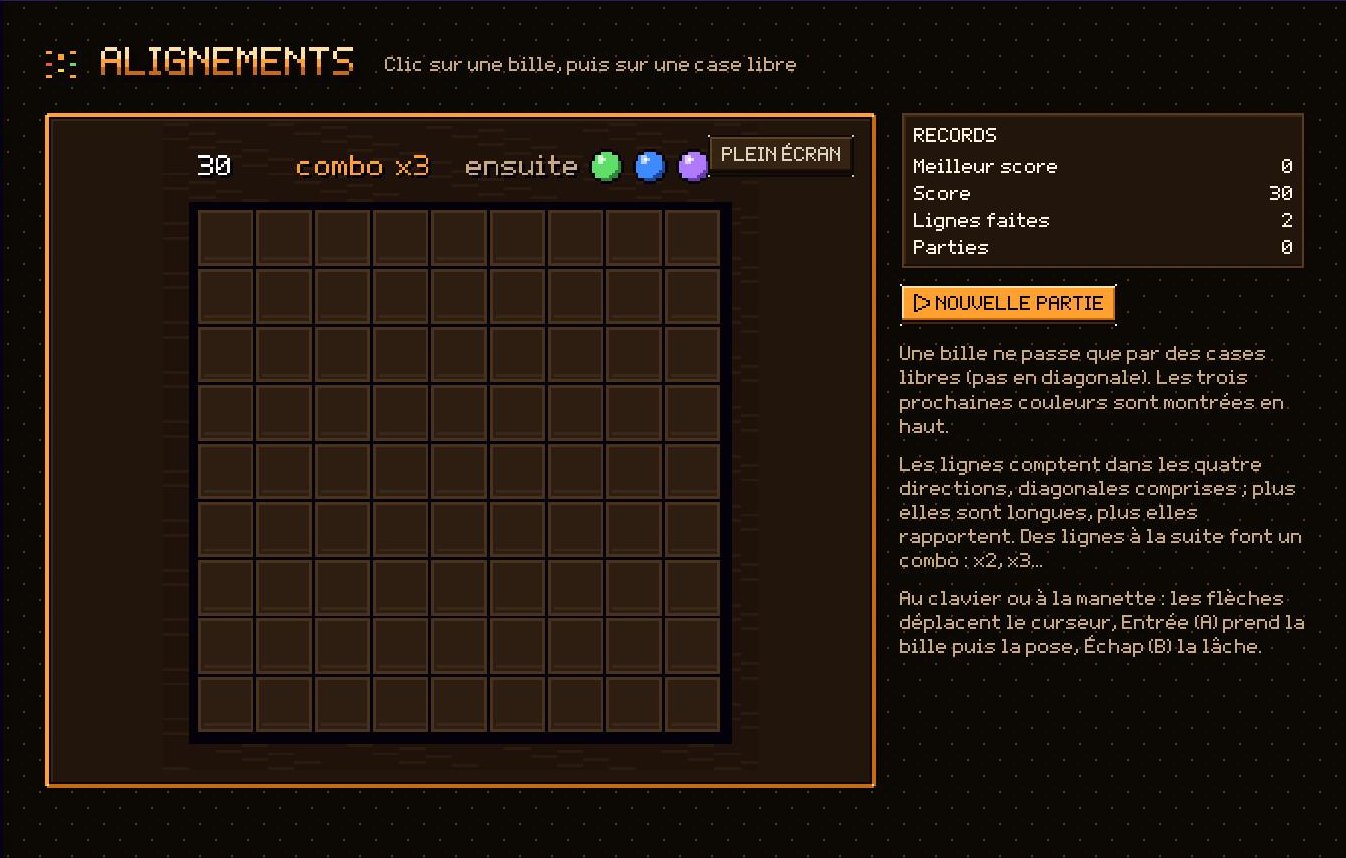 ALIGNEMENTS
Clic sur une bille, puis sur une case libre
30 combo x3 ensuite
PLEIN ÉCRAN
RECORDS
Meilleur score 0
Score 30
Lignes faites 2
Parties 0
NOUVELLE PARTIE
Une bille ne passe que par des cases
libres (pas en diagonale). Les trois
prochaines couleurs sont montrées en
haut.
Les lignes comptent dans les quatre
directions, diagonales comprises ; plus
elles sont longues, plus elles
rapportent. Des lignes à la suite font un
combo : x2, x3...
Au clavier ou à la manette : les flèches
déplacent le curseur, Entrée (A) prend la
bille puis la pose, Échap (B) la lâche.